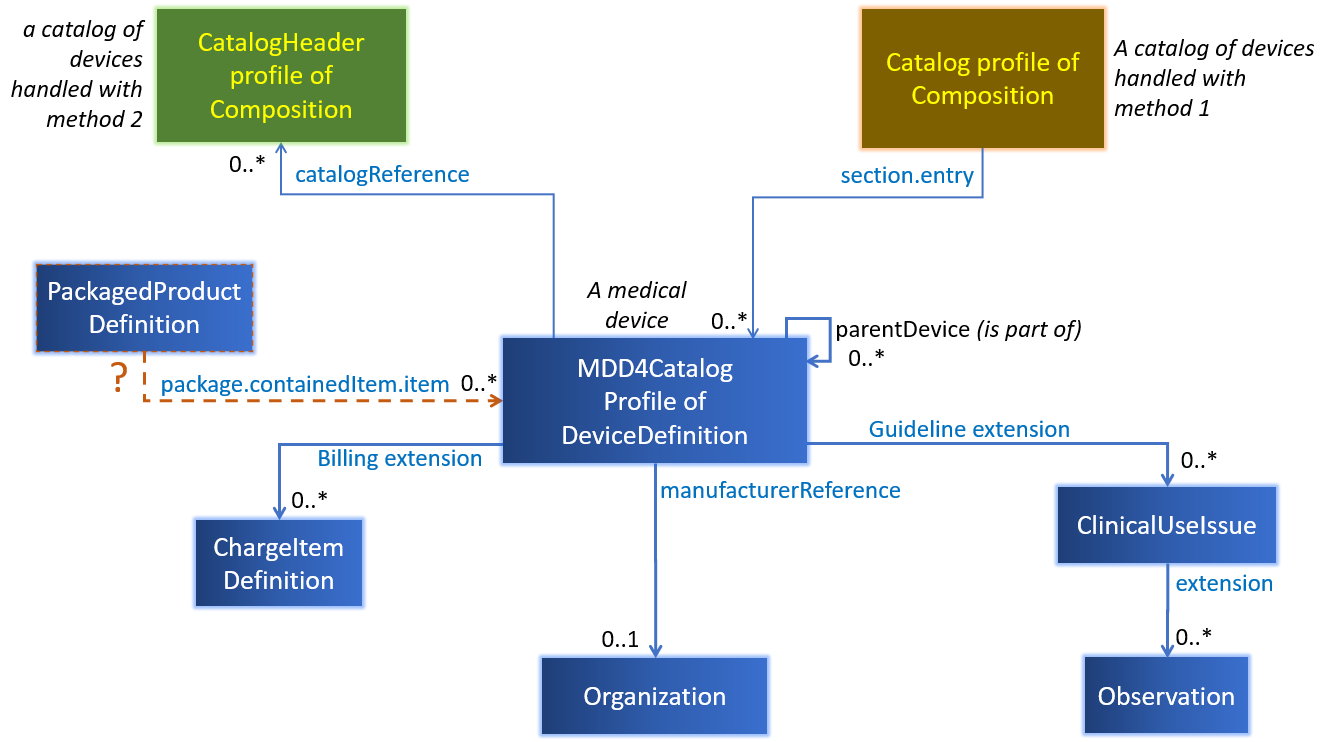 a catalog of
devices
handled with
method 2
CatalogHeader
profile of
Composition
Catalog profile of
Composition
A catalog of devices
handled with
method 1
0..*
catalogReference
section.entry
PackagedProduct
Definition
A medical
device
0..*
parentDevice (is part of)
0..*
?
package.containedItem.item
0..*
MDD4Catalog
Profile of
DeviceDefinition
Billing extension
0..*
Guideline extension
0..*
manufacturerReference
ChargeItem
Definition
ClinicalUseIssue
extension
0..1
0..*
Organization
Observation